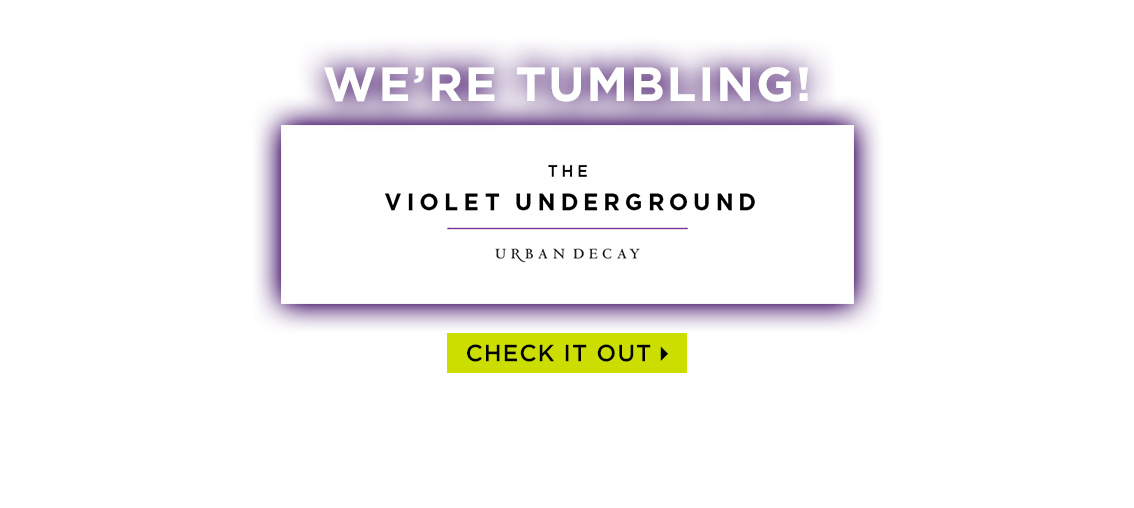 WE’RE TUMBLING!
THE
VIOLET UNDERGROUND
URBAN DECAY
CHECK IT OUT